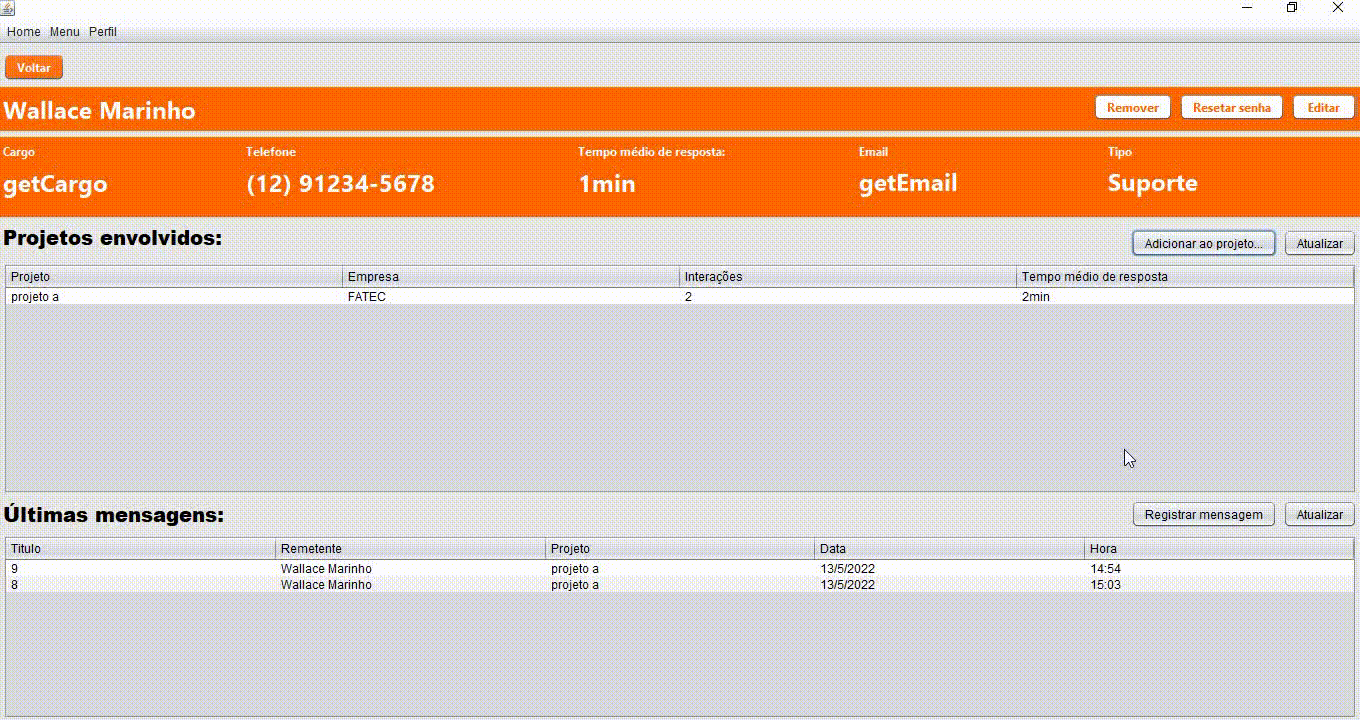 Home Menu Perfil
Voltar
Wallace Marinho Remover Resetar senha Editar
Cargo Telefone Tempo médio de resposta: Email Tipo
getCargo (12) 91234-5678 1min getEmail Suporte
Projetos envolvidos: Adicionar ao projeto... Atualizar
Projeto Empresa Interações Tempo médio de resposta
projeto a FATEC 2 2min
Últimas mensagens: Registrar mensagem Atualizar
Titulo Remetente Projeto Data Hora
9 Wallace Marinho projeto a 13/5/2022 14:54
8 Wallace Marinho projeto a 13/5/2022 15:03